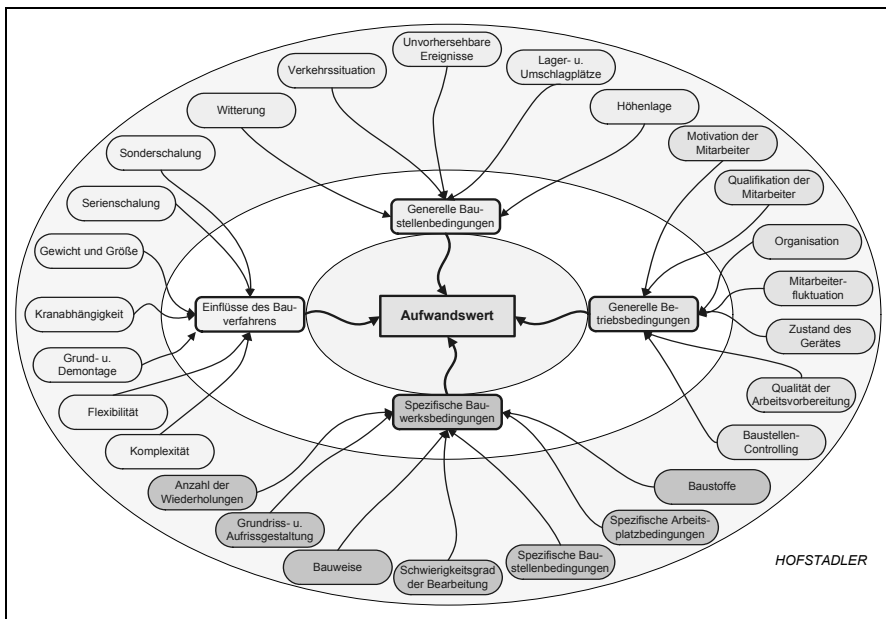 Unvorhersehbare
Ereignisse
Verkehrssituation
Lager- u.
Umschlagplätze
Witterung
Höhenlage
Sonderschalung
Motivation der
Mitarbeiter
Serienschalung
Qualifikation der
Mitarbeiter
Generelle Bau-
stellenbedingungen
Gewicht und Größe
Organisation
Kranabhängigkeit
Einflüsse des Bau-
verfahrens
Aufwandswert
Generelle Be-
triebsbedingungen
Mitarbeiter-
fluktuation
Zustand des
Gerätes
Grund- u.
Demontage
Qualität der
Arbeitsvorbereitung
Flexibilität
Spezifische Bau-
werksbedingungen
Komplexität
Baustellen-
Controlling
Anzahl der
Wiederholungen
Baustoffe
Grundriss- u.
Aufrissgestaltung
Spezifische Arbeits-
platzbedingungen
Bauweise
Schwierigkeitsgrad
der Bearbeitung
Spezifische Bau-
stellenbedingungen
HOFSTADLER